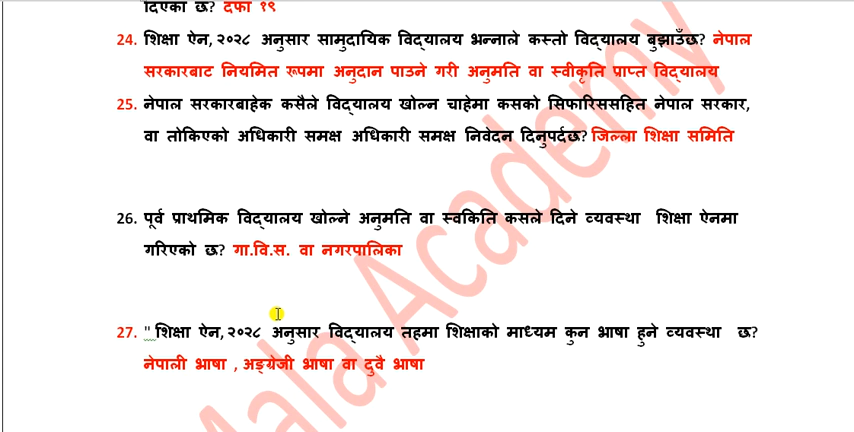 दिएको छ? दफा १९
24. शिक्षा ऐन, २०२८ अनुसार सामुदायिक विद्यालय भन्नाले कस्तो विद्यालय बुझाउँछ? नेपाल
सरकारबाट नियमित रूपमा अनुदान पाउने गरी अनुमति वा स्वीकृति प्राप्त विद्यालय
25. नेपाल सरकारबाहेक कसैले विद्यालय खोल्न चाहेमा कसको सिफारिससहित नेपाल सरकार,
वा तोकिएको अधिकारी समक्ष अधिकारी समक्ष निवेदन दिनुपर्दछ? जिल्ला शिक्षा समिति
26. पूर्व प्राथमिक विद्यालय खोल्ने अनुमति वा स्वकिति कसले दिने व्यवस्था शिक्षा ऐनमा
गरिएको छ? गा.वि.स. वा नगरपालिका
27. " शिक्षा ऐन, २०२८ अनुसार विद्यालय तहमा शिक्षाको माध्यम कुन भाषा हुने व्यवस्था छ?
नेपाली भाषा , अङ्ग्रेजी भाषा वा दुवै भाषा
Mala Academy